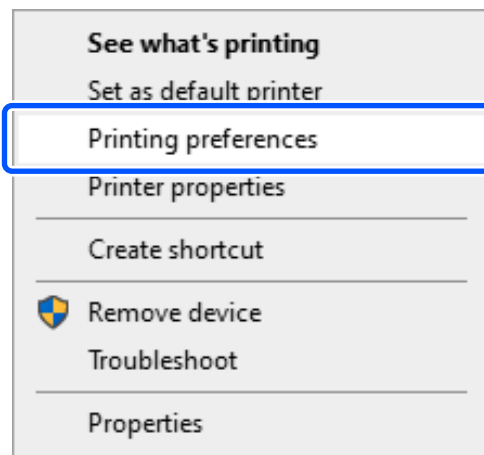 See what's printing
Set as default printer
Printing preferences
Printer properties
Create shortcut
Remove device
Troubleshoot
Properties